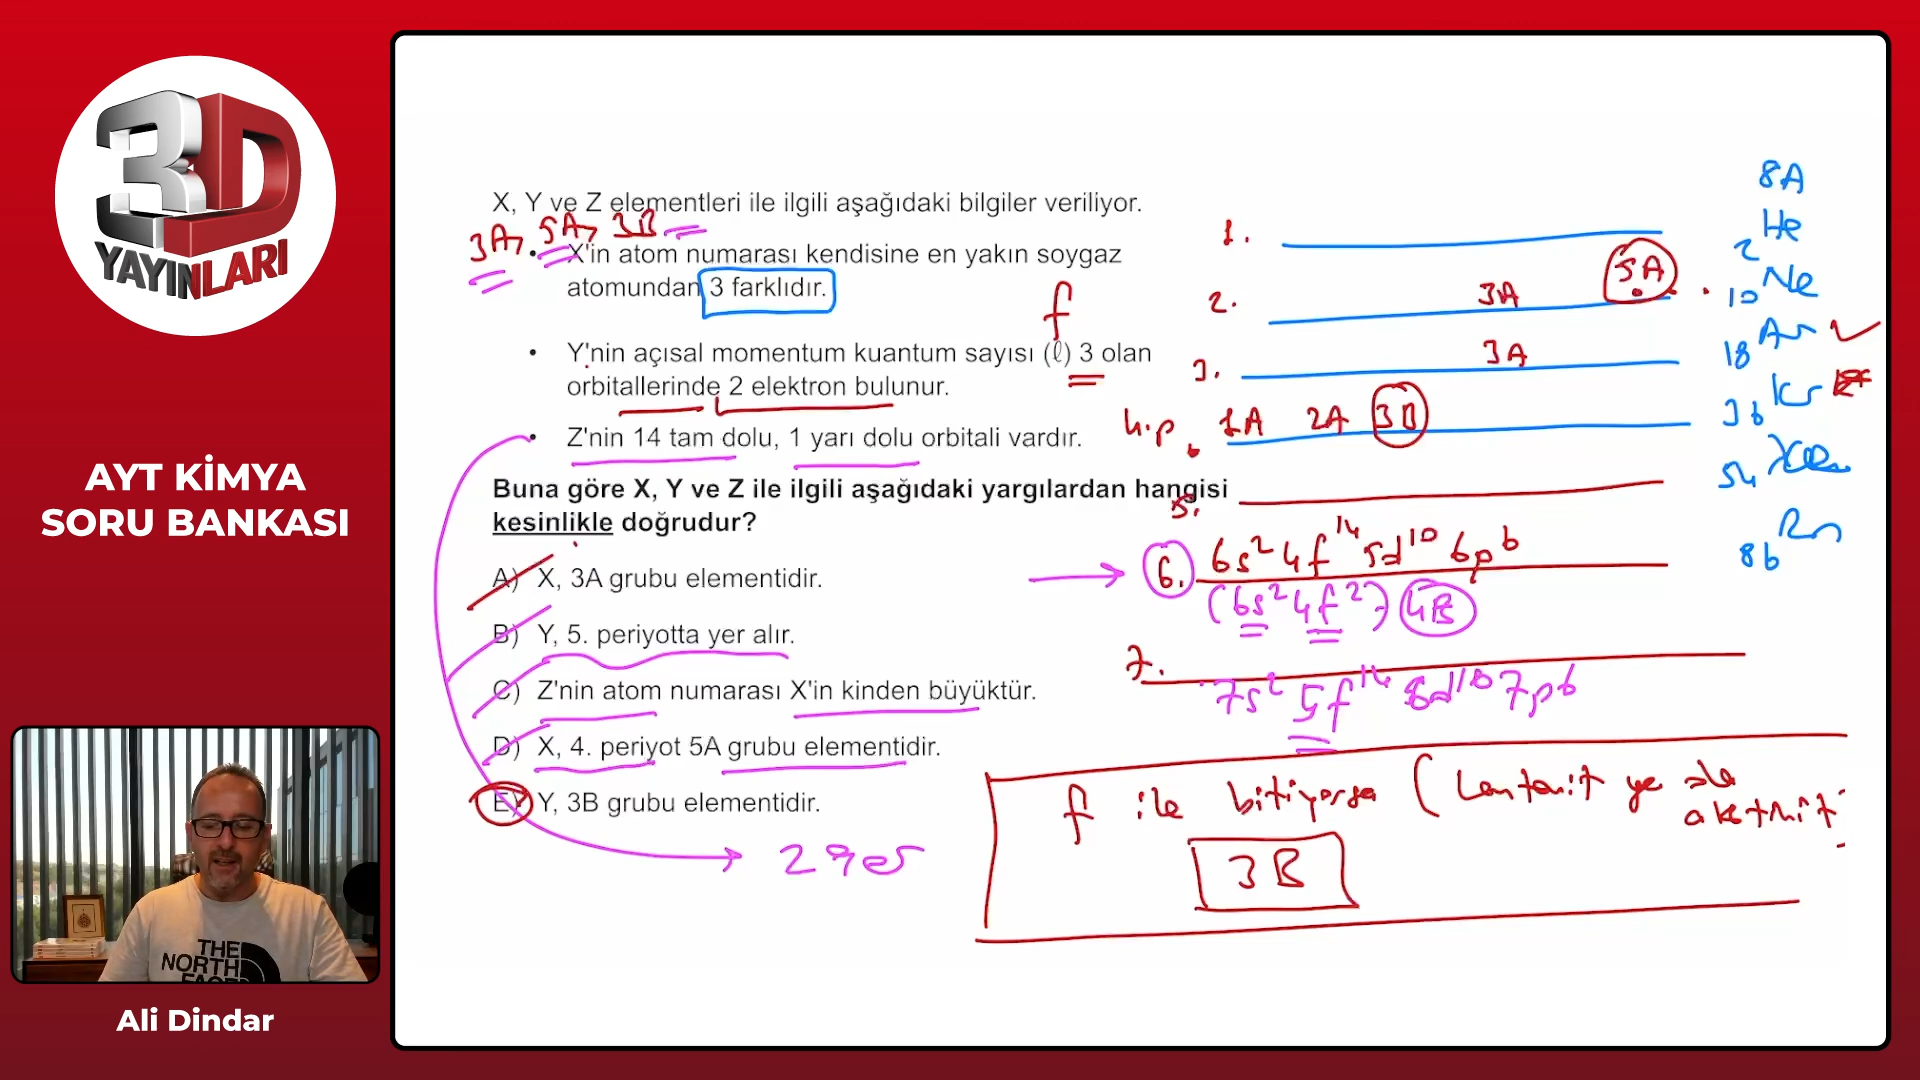 3D
YAYINLARI
AYT KİMYA
SORU BANKASI
THE
NORTH
FACE
Ali Dindar
X, Y ve Z elementleri ile ilgili aşağıdaki bilgiler veriliyor.
3A, 5A, 3B
• X'in atom numarası kendisine en yakın soygaz
atomundan 3 farklıdır.
f
• Y'nin açısal momentum kuantum sayısı (ℓ) 3 olan
orbitallerinde 2 elektron bulunur.
• Z'nin 14 tam dolu, 1 yarı dolu orbitali vardır.
Buna göre X, Y ve Z ile ilgili aşağıdaki yargılardan hangisi
kesinlikle doğrudur?
A) X, 3A grubu elementidir.
B) Y, 5. periyotta yer alır.
C) Z'nin atom numarası X'in kinden büyüktür.
D) X, 4. periyot 5A grubu elementidir.
E) Y, 3B grubu elementidir.
1.
2. 3A 5A
3. 3A
4.p 1A 2A 3B
5.
6. 6s² 4f¹⁴ 5d¹⁰ 6p⁶
(6s² 4f²) 4B
7.
7s² 5f¹⁴ 6d¹⁰ 7p⁶
8A
2 He
10 Ne
18 Ar
36 Kr
54 Xe
86 Rn
f ile bitiyorsa (Lantanit ya da
aktinit
3B